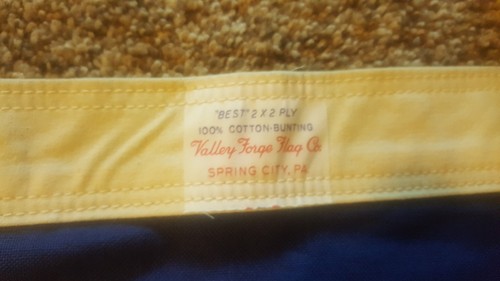 "BEST" 2 X 2 PLY
100% COTTON-BUNTING
Valley Forge Flag Co.
SPRING CITY, PA